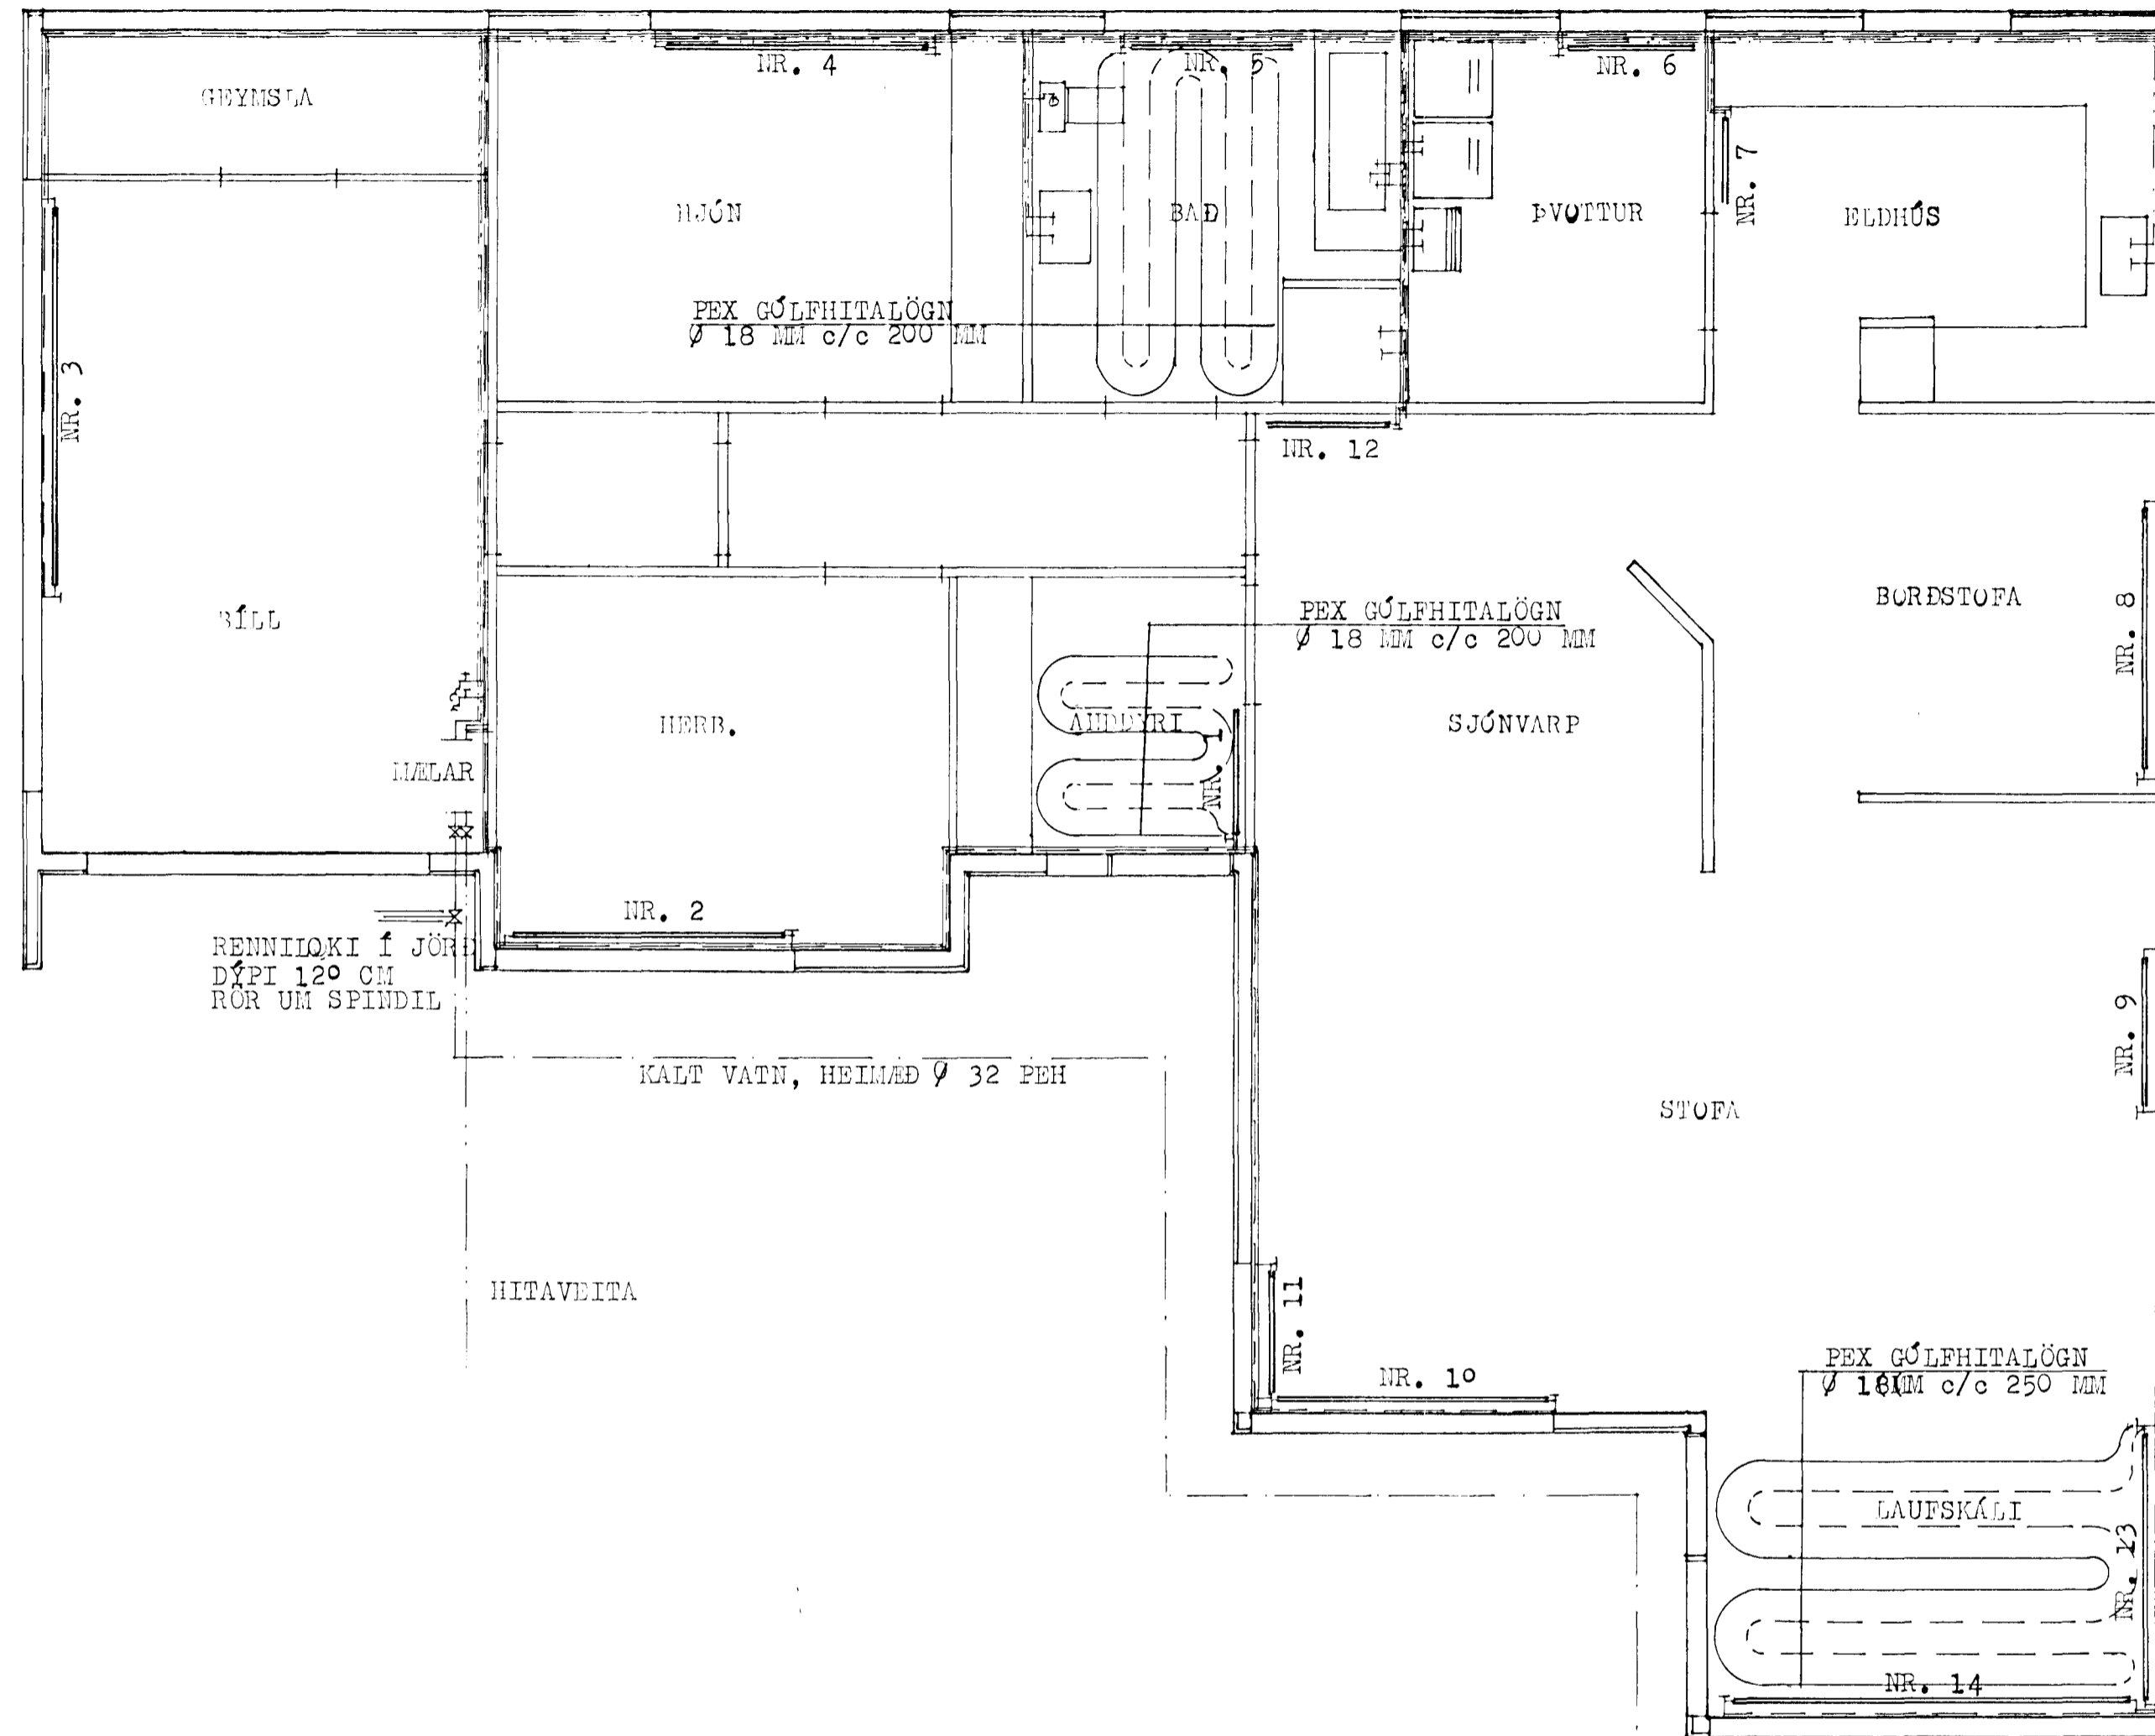 NR. 4
NR. 5
NR. 6
GEYMSLA
NR. 7
HJÓN
BAÐ
ÞVOTTUR
ELDHÚS
PEX GÓLFHITALÖGN
Ø 18 MM c/c 200 MM
NR. 3
NR. 12
BÍLL
PEX GÓLFHITALÖGN
Ø 18 MM c/c 200 MM
BORÐSTOFA
NR. 8
HERB.
ANDDYRI
NR. 1
SJÓNVARP
MÆLAR
NR. 2
RENNILOKI Í JÖRÐ
DÝPI 120 CM
RÖR UM SPINDIL
NR. 9
KALT VATN, HEIMÆÐ Ø 32 PEH
STOFA
HITAVEITA
NR. 11
NR. 10
PEX GÓLFHITALÖGN
Ø 18 MM c/c 250 MM
LAUFSKÁLI
NR. 13
NR. 14